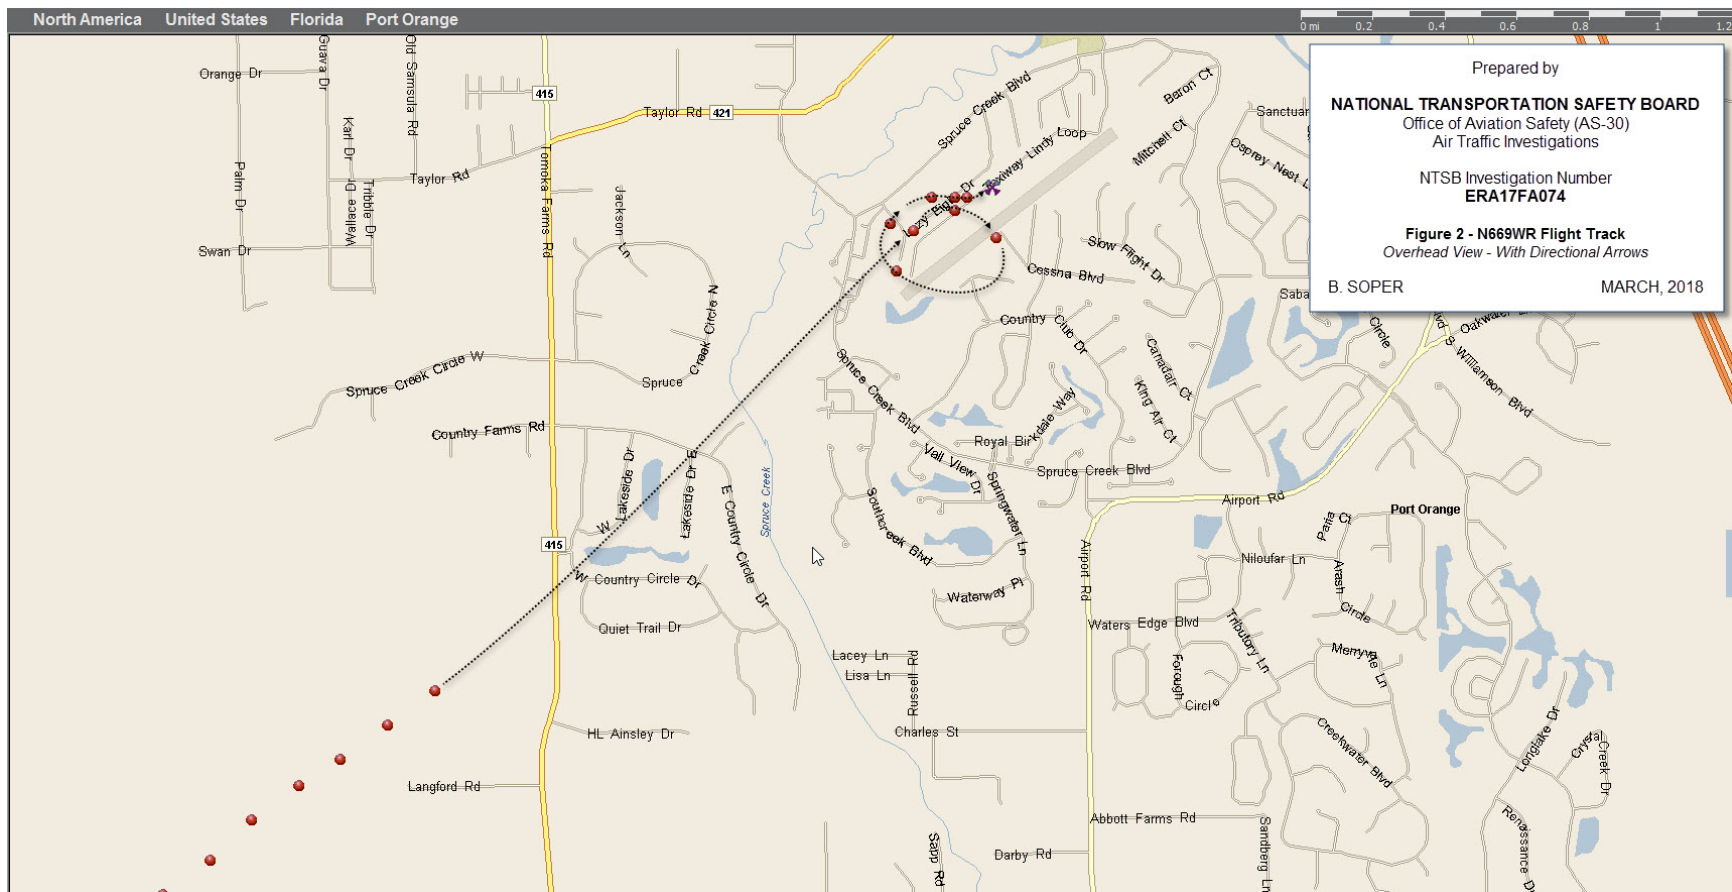 North America United States Florida Port Orange
0 mi 0.2 0.4 0.6 0.8 1 1.2
Prepared by
NATIONAL TRANSPORTATION SAFETY BOARD
Office of Aviation Safety (AS-30)
Air Traffic Investigations
NTSB Investigation Number
ERA17FA074
Figure 2 - N669WR Flight Track
Overhead View - With Directional Arrows
B. SOPER MARCH, 2018
Orange Dr
Guava Dr
Old Samsula Rd
415
Taylor Rd
421
Karl Dr
Palm Dr
Wallace Dr
Tribble Dr
Taylor Rd
Swan Dr
Tomoka Farms Rd
Jackson Ln
Spruce Creek Blvd
Baron Ct
Mitchell Ct
Taxiway Lindy Loop
Osprey Nest
Slow Flight Dr
Cessna Blvd
Country Club Dr
Canadair Ct
King Air Ct
Circle
Oakwater
S Williamson Blvd
Spruce Creek Circle N
Spruce Creek Circle W
Spruce Creek Blvd
Country Farms Rd
Royal
Vail View Dr
Spruce Creek Blvd
Springwater Ln
W Lakeside Dr
Lakeside Dr E
E Country Circle Dr
Spruce Creek
Southcreek Blvd
Airport Rd
Port Orange
Paria Ct
415
Niloufar Ln
Arash Circle
W Country Circle Dr
Waterway Pl
Airport Rd
Quiet Trail Dr
Waters Edge Blvd
Tributory Ln
Lacey Ln
Lisa Ln
Russell Rd
Forough Circle
Ln
HL Ainsley Dr
Charles St
Creekwater Blvd
Longlake Dr
Crystal Creek Dr
Langford Rd
Abbott Farms Rd
Sandberg Ln
Renaissance Dr
Darby Rd
Sapp Rd